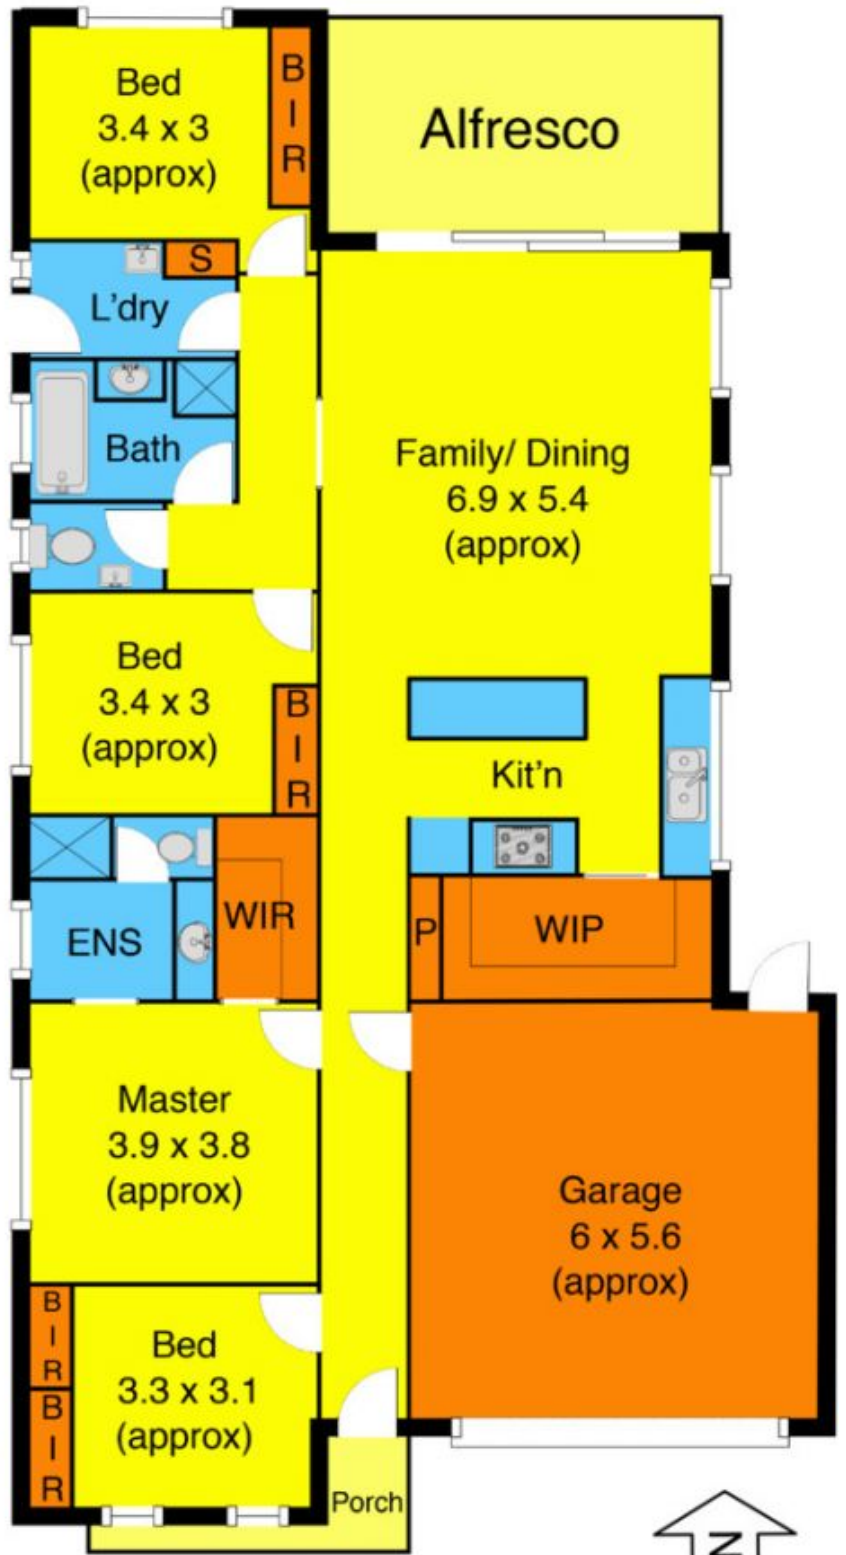 Bed
3.4 x 3
(approx)
B
I
R
Alfresco
S
L'dry
Bath
Family/ Dining
6.9 x 5.4
(approx)
Bed
3.4 x 3
(approx)
B
I
R
Kit'n
WIR
ENS
P
WIP
Master
3.9 x 3.8
(approx)
Garage
6 x 5.6
(approx)
B
I
R
B
I
R
Bed
3.3 x 3.1
(approx)
Porch
N